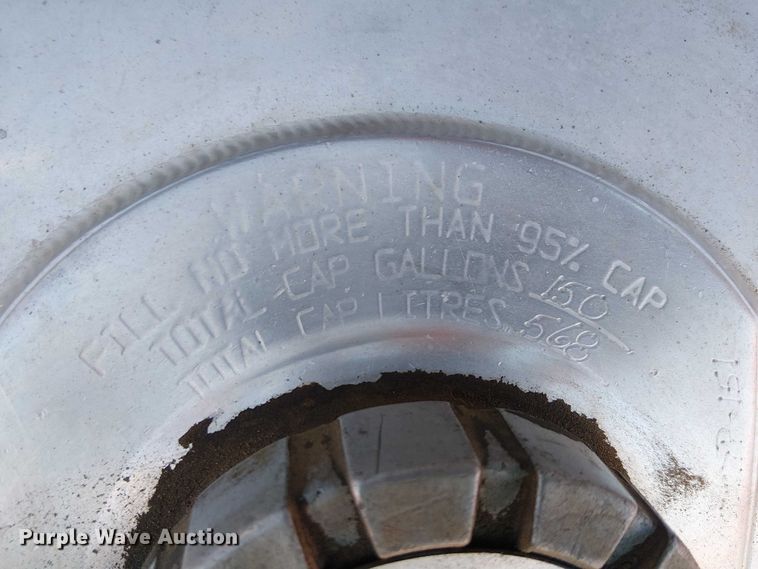 WARNING
FILL NO MORE THAN 95% CAP
TOTAL CAP GALLONS 150
TOTAL CAP LITRES 568
Purple Wave Auction